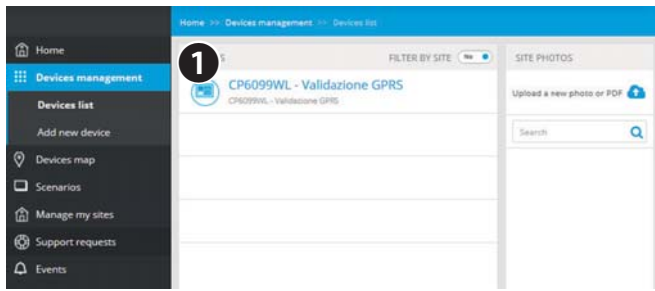 Home >> Devices management >> Devices list
Home
Devices management
Devices list
Add new device
Devices map
Scenarios
Manage my sites
Support requests
Events
1
FILTER BY SITE
No
CP6099WL - Validazione GPRS
CP6099WL - Validazione GPRS
SITE PHOTOS
Upload a new photo or PDF
Search